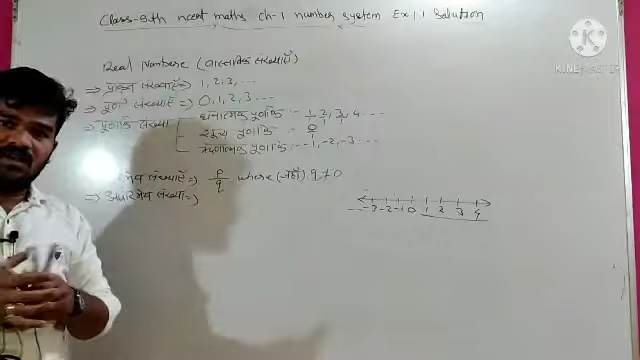 Class-9th ncert maths ch-1 number system Ex 1.1 Solution
Real Numbers (वास्तविक संख्याएँ)
⇒ प्राकृत संख्याएँ ⇒ 1, 2, 3, ...
⇒ पूर्ण संख्याएँ ⇒ 0, 1, 2, 3 ...
⇒ पूर्णांक संख्या
धनात्मक पूर्णांक - 1, 2, 3, 4 ...
पूर्णांक - 0
ऋणात्मक पूर्णांक - -1, -2, -3 ...
संख्याएँ ⇒ p/q where (जहाँ) q ≠ 0
⇒ अपरिमेय संख्या ⇒
-3 -2 -1 0 1 2 3 4
KINEMASTER